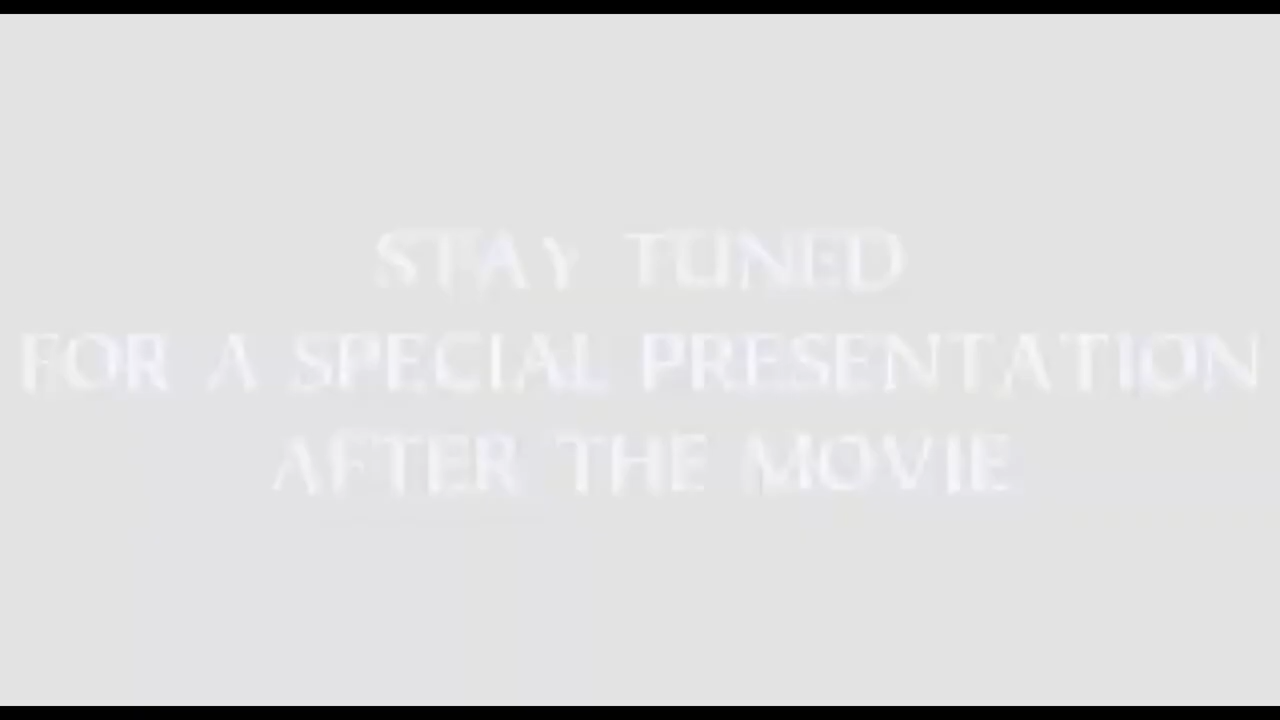 STAY TUNED
FOR A SPECIAL PRESENTATION
AFTER THE MOVIE